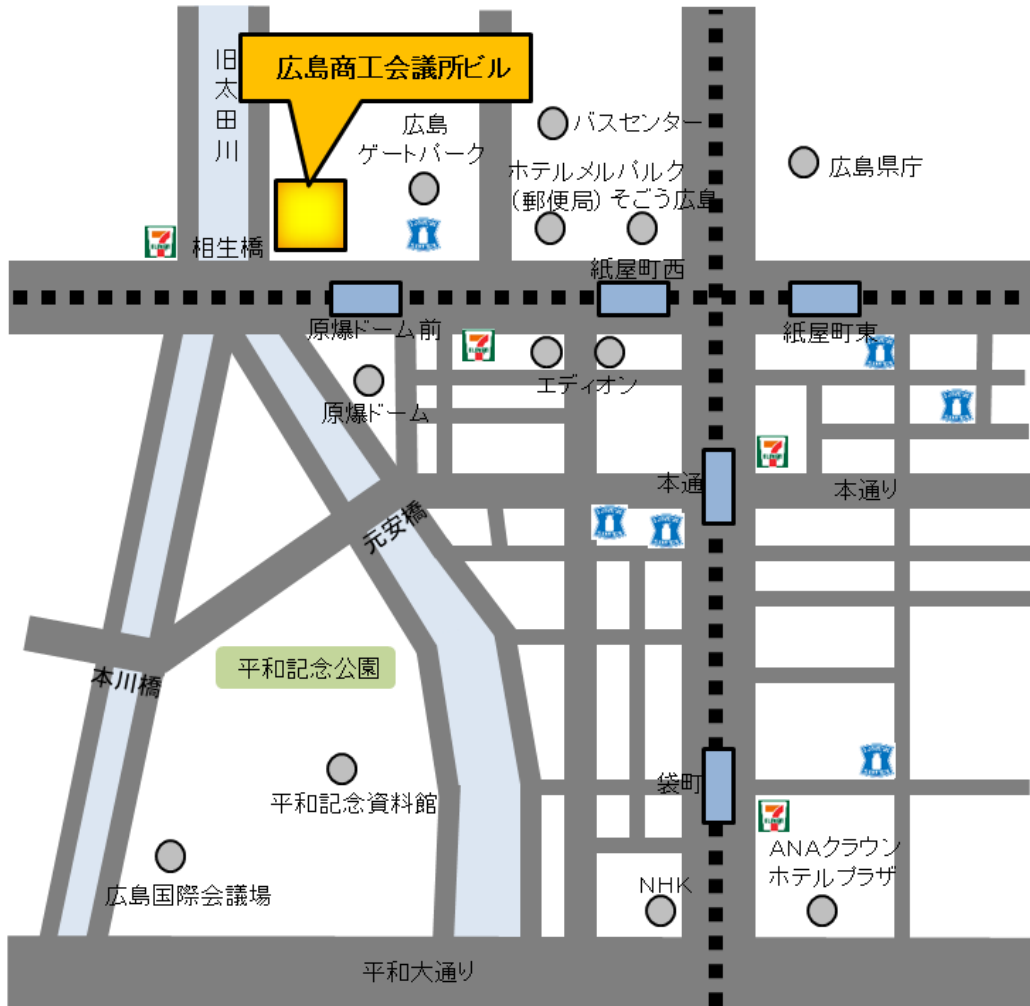 旧太田川
広島商工会議所ビル
広島
ゲートパーク
バスセンター
広島県庁
ホテルメルパルク
(郵便局)
そごう広島
相生橋
紙屋町西
原爆ドーム前
紙屋町東
原爆ドーム
エディオン
本通
本通り
元安橋
本川橋
平和記念公園
袋町
平和記念資料館
ANAクラウン
ホテルプラザ
広島国際会議場
NHK
平和大通り